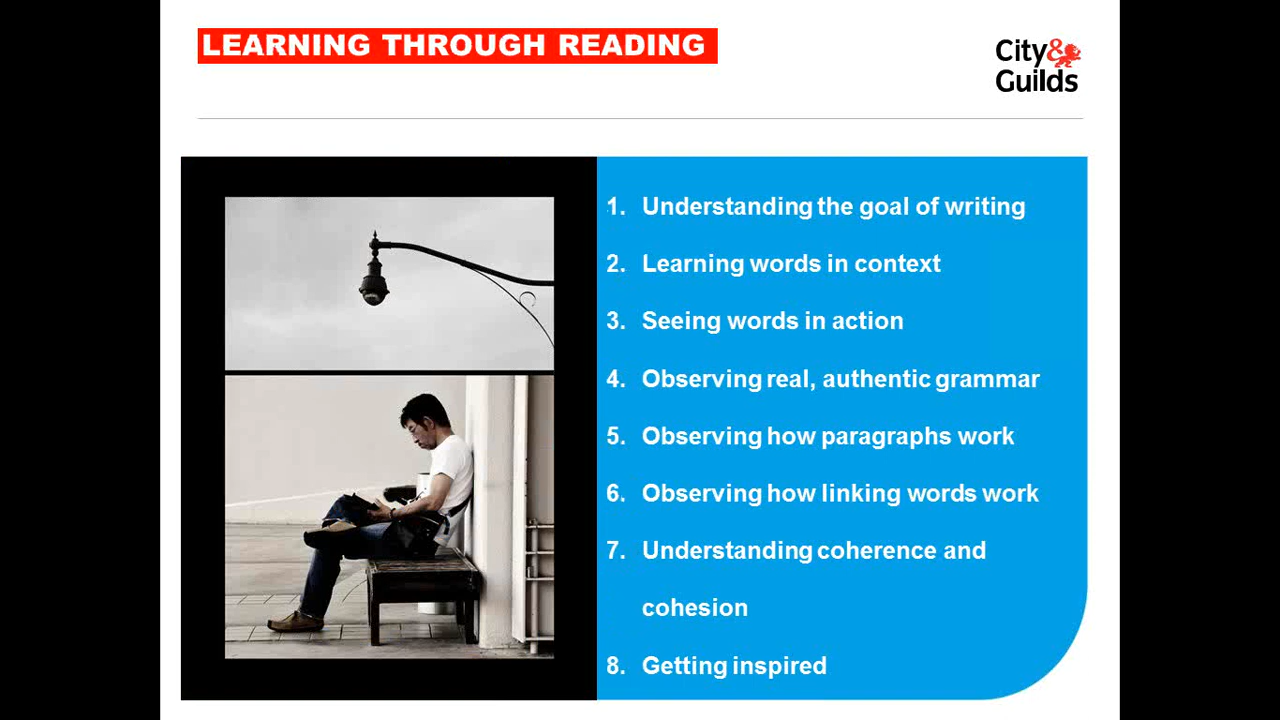 LEARNING THROUGH READING
City&
Guilds
1. Understanding the goal of writing
2. Learning words in context
3. Seeing words in action
4. Observing real, authentic grammar
5. Observing how paragraphs work
6. Observing how linking words work
7. Understanding coherence and
cohesion
8. Getting inspired